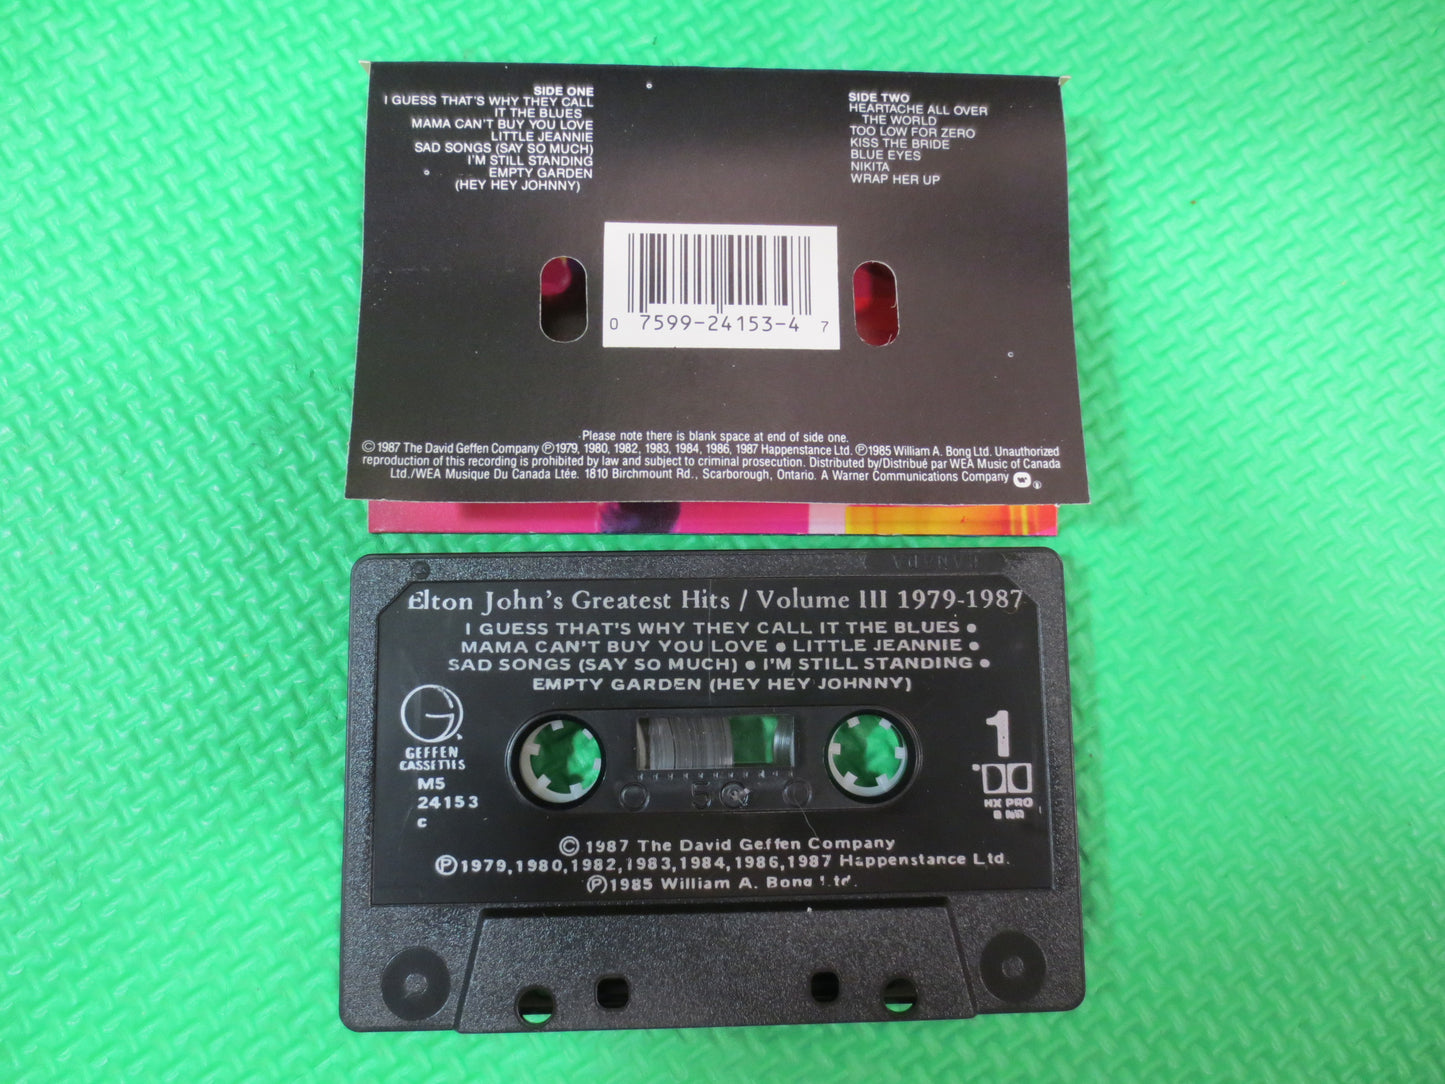 SIDE ONE
I GUESS THAT'S WHY THEY CALL
IT THE BLUES
MAMA CAN'T BUY YOU LOVE
LITTLE JEANNIE
SAD SONGS (SAY SO MUCH)
I'M STILL STANDING
EMPTY GARDEN
(HEY HEY JOHNNY)
SIDE TWO
HEARTACHE ALL OVER
THE WORLD
TOO LOW FOR ZERO
KISS THE BRIDE
BLUE EYES
NIKITA
WRAP HER UP
0 7599-24153-4 7
Please note there is blank space at end of side one.
©1987 The David Geffen Company ℗1979, 1980, 1982, 1983, 1984, 1986, 1987 Happenstance Ltd. ℗1985 William A. Bong Ltd. Unauthorized
reproduction of this recording is prohibited by law and subject to criminal prosecution. Distributed by/Distribué par WEA Music of Canada
Ltd./WEA Musique Du Canada Ltée. 1810 Birchmount Rd., Scarborough, Ontario. A Warner Communications Company
Elton John's Greatest Hits / Volume III 1979-1987
I GUESS THAT'S WHY THEY CALL IT THE BLUES •
MAMA CAN'T BUY YOU LOVE • LITTLE JEANNIE •
SAD SONGS (SAY SO MUCH) • I'M STILL STANDING •
EMPTY GARDEN (HEY HEY JOHNNY)
G
GEFFEN
CASSETTES
M5
24153
C
1
HX PRO
B NR
0 50 0
© 1987 The David Geffen Company
℗1979,1980,1982,1983,1984,1986,1987 Happenstance Ltd.
℗1985 William A. Bong Ltd.